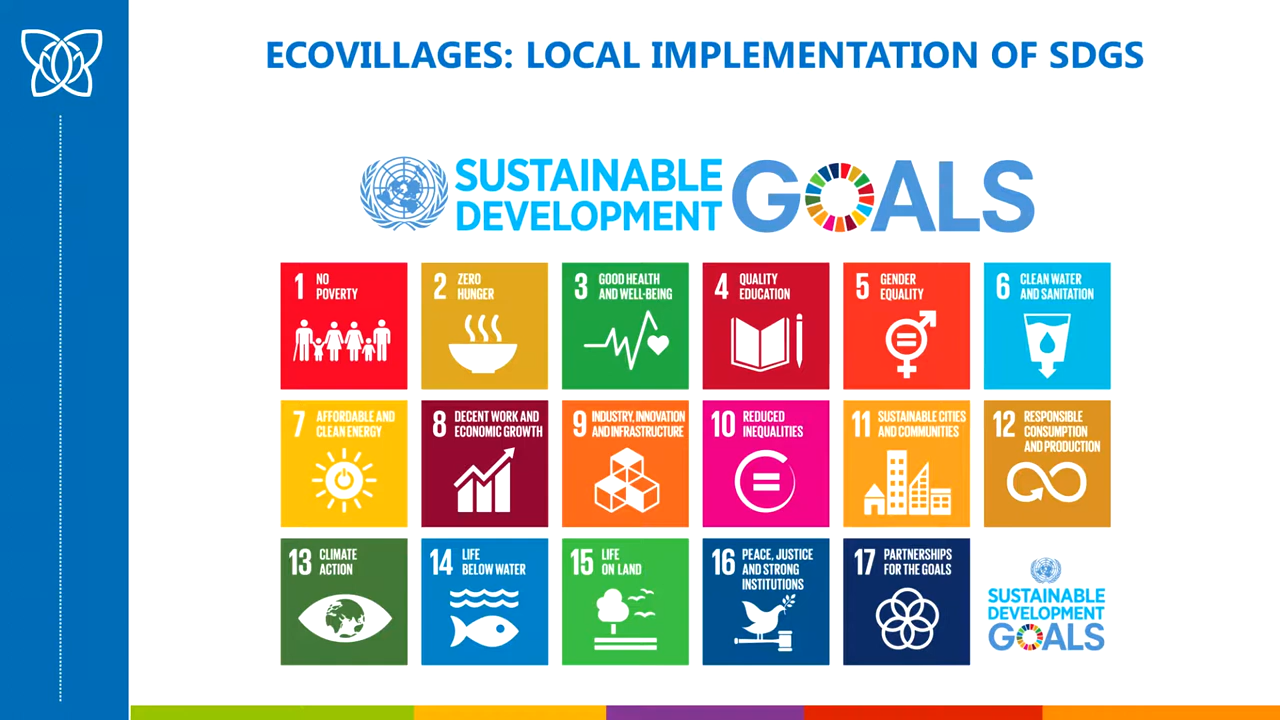 ECOVILLAGES: LOCAL IMPLEMENTATION OF SDGS
SUSTAINABLE
DEVELOPMENT
GOALS
1 NO
POVERTY
2 ZERO
HUNGER
3 GOOD HEALTH
AND WELL-BEING
4 QUALITY
EDUCATION
5 GENDER
EQUALITY
6 CLEAN WATER
AND SANITATION
7 AFFORDABLE AND
CLEAN ENERGY
8 DECENT WORK AND
ECONOMIC GROWTH
9 INDUSTRY, INNOVATION
AND INFRASTRUCTURE
10 REDUCED
INEQUALITIES
11 SUSTAINABLE CITIES
AND COMMUNITIES
12 RESPONSIBLE
CONSUMPTION
AND PRODUCTION
13 CLIMATE
ACTION
14 LIFE
BELOW WATER
15 LIFE
ON LAND
16 PEACE, JUSTICE
AND STRONG
INSTITUTIONS
17 PARTNERSHIPS
FOR THE GOALS
SUSTAINABLE
DEVELOPMENT
GOALS